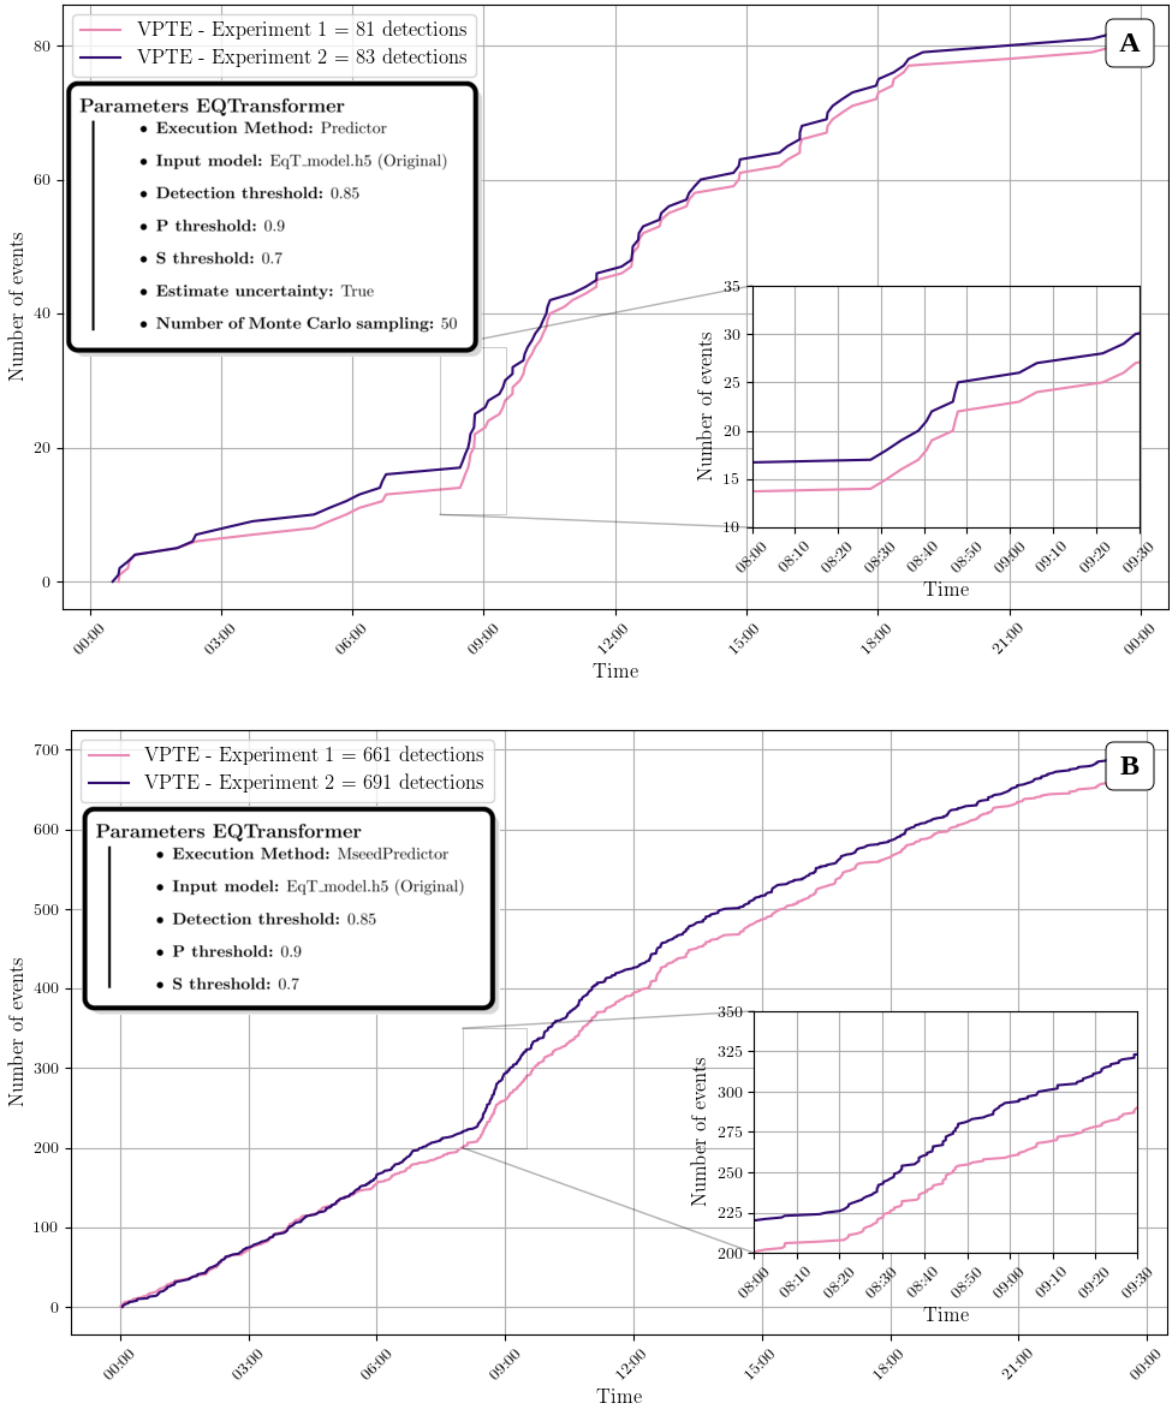 VPTE - Experiment 1 = 81 detections
VPTE - Experiment 2 = 83 detections
A
Parameters EQTransformer
• Execution Method: Predictor
• Input model: EqT_model.h5 (Original)
• Detection threshold: 0.85
• P threshold: 0.9
• S threshold: 0.7
• Estimate uncertainty: True
• Number of Monte Carlo sampling: 50
Number of events
80
60
40
20
0
00:00 03:00 06:00 09:00 12:00 15:00 18:00 21:00 00:00
Time
Number of events
35
30
25
20
15
10
08:00 08:10 08:20 08:30 08:40 08:50 09:00 09:10 09:20 09:30
Time
VPTE - Experiment 1 = 661 detections
VPTE - Experiment 2 = 691 detections
B
Parameters EQTransformer
• Execution Method: MseedPredictor
• Input model: EqT_model.h5 (Original)
• Detection threshold: 0.85
• P threshold: 0.9
• S threshold: 0.7
Number of events
700
600
500
400
300
200
100
0
00:00 03:00 06:00 09:00 12:00 15:00 18:00 21:00 00:00
Time
Number of events
350
325
300
275
250
225
200
08:00 08:10 08:20 08:30 08:40 08:50 09:00 09:10 09:20 09:30
Time